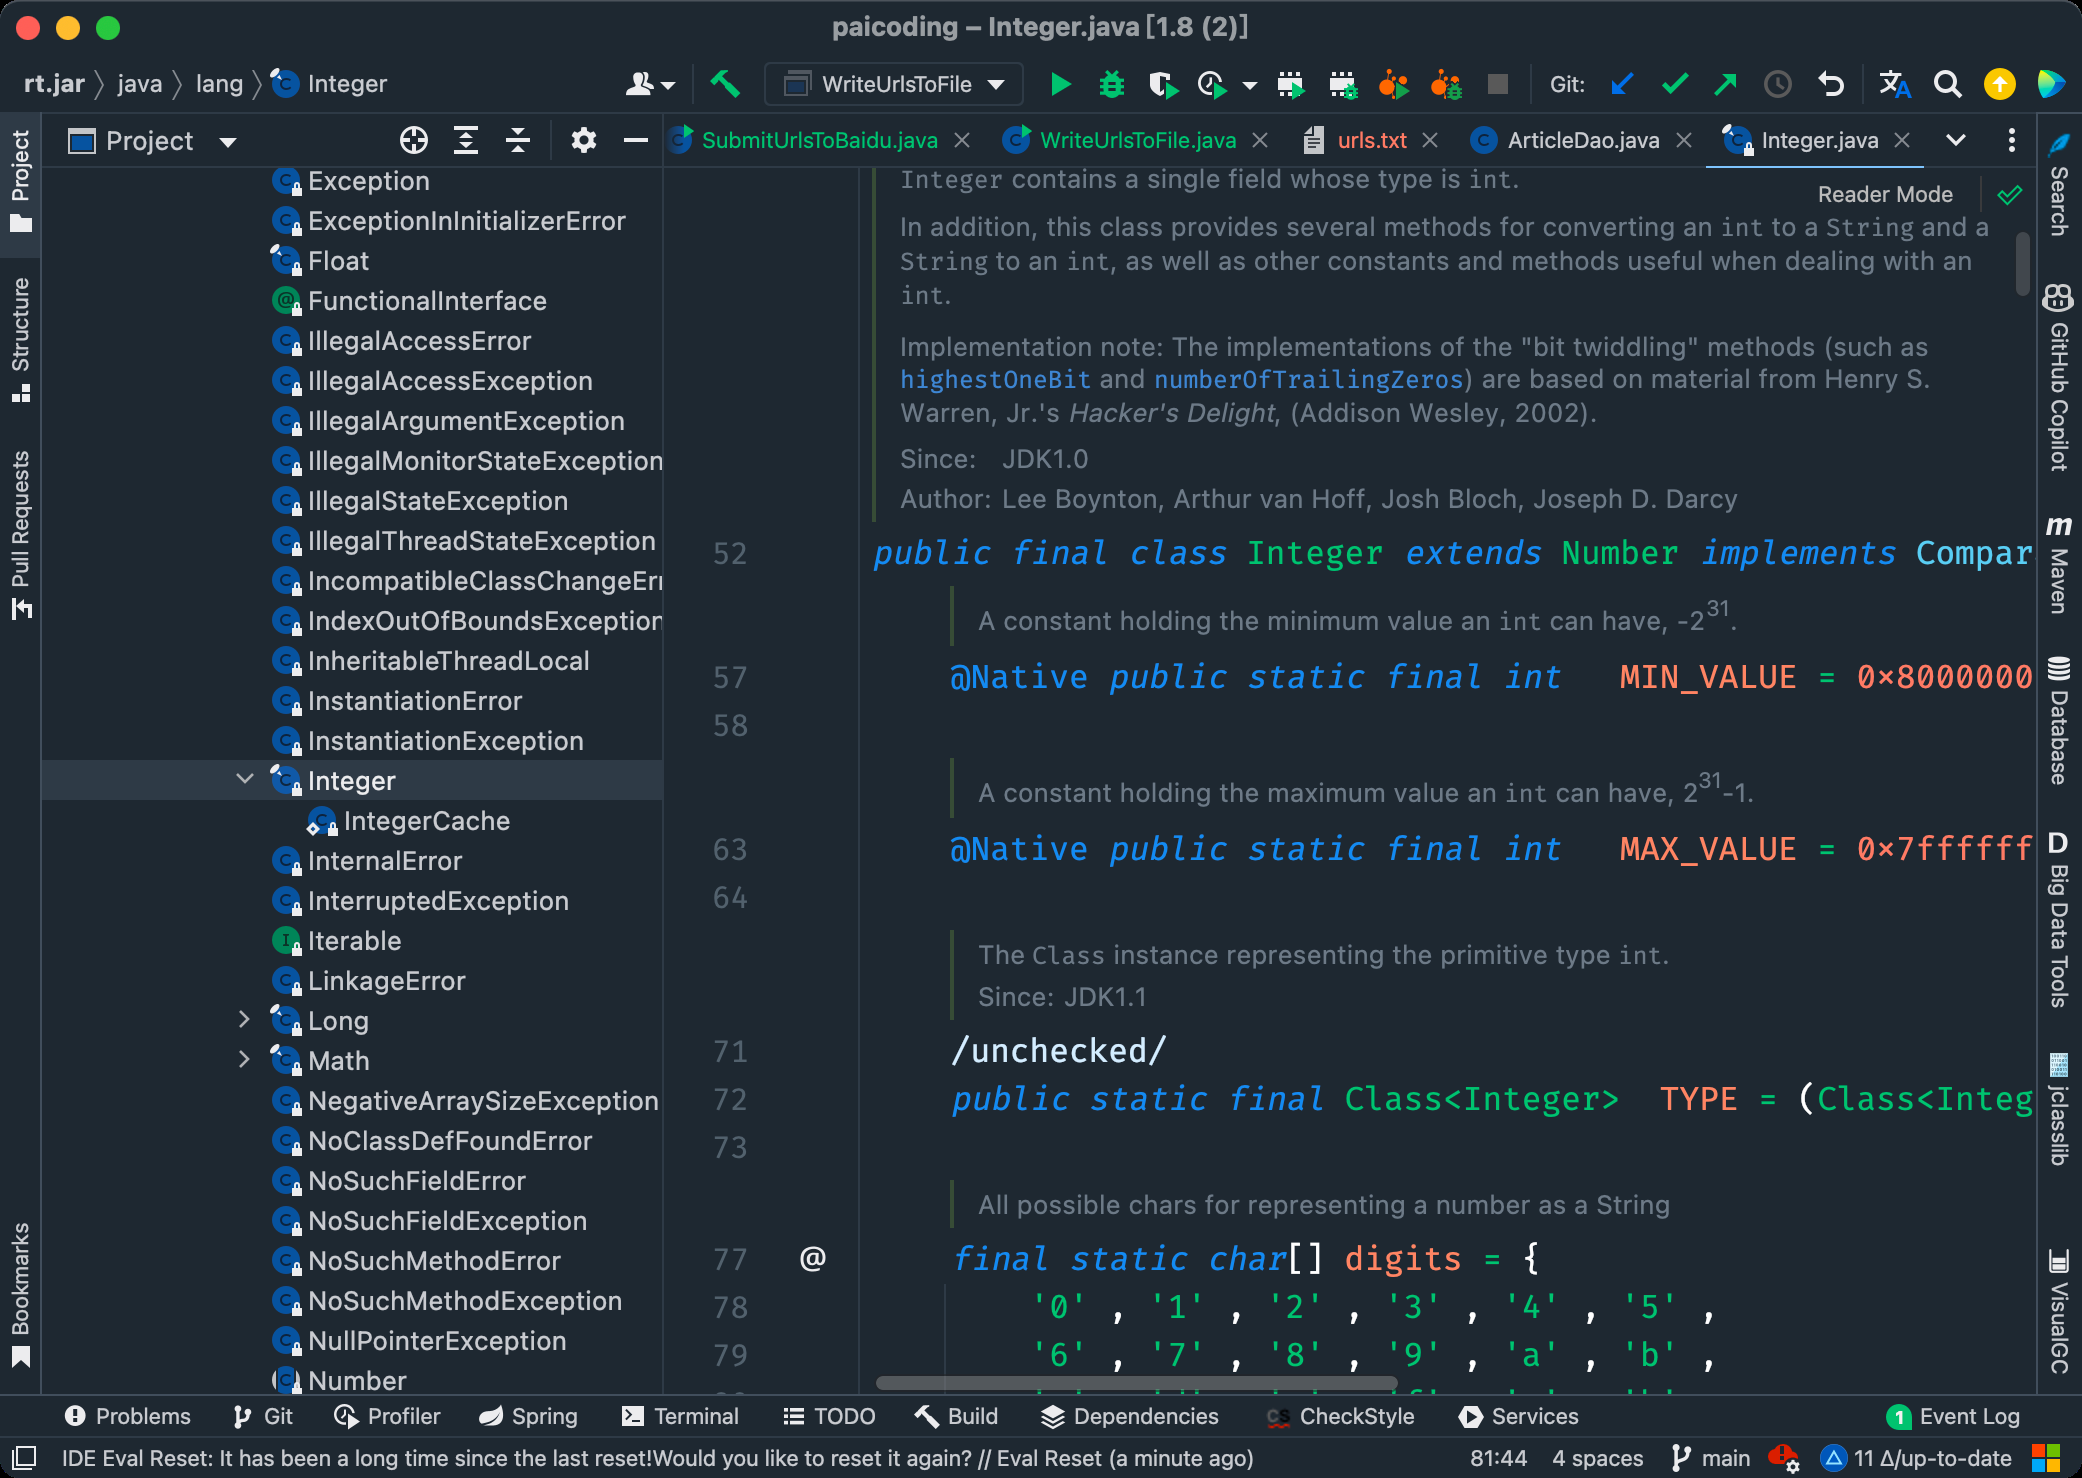 paicoding – Integer.java [1.8 (2)]
rt.jar java lang Integer
WriteUrlsToFile
Git:
Project
SubmitUrlsToBaidu.java
WriteUrlsToFile.java
urls.txt
ArticleDao.java
Integer.java
Project
Structure
Pull Requests
Bookmarks
Exception
ExceptionInInitializerError
Float
FunctionalInterface
IllegalAccessError
IllegalAccessException
IllegalArgumentException
IllegalMonitorStateException
IllegalStateException
IllegalThreadStateException
IncompatibleClassChangeErr
IndexOutOfBoundsException
InheritableThreadLocal
InstantiationError
InstantiationException
Integer
IntegerCache
InternalError
InterruptedException
Iterable
LinkageError
Long
Math
NegativeArraySizeException
NoClassDefFoundError
NoSuchFieldError
NoSuchFieldException
NoSuchMethodError
NoSuchMethodException
NullPointerException
Number
Reader Mode
Integer contains a single field whose type is int.
In addition, this class provides several methods for converting an int to a String and a
String to an int, as well as other constants and methods useful when dealing with an
int.
Implementation note: The implementations of the "bit twiddling" methods (such as
highestOneBit and numberOfTrailingZeros) are based on material from Henry S.
Warren, Jr.'s Hacker's Delight, (Addison Wesley, 2002).
Since: JDK1.0
Author: Lee Boynton, Arthur van Hoff, Josh Bloch, Joseph D. Darcy
52 public final class Integer extends Number implements Compar
A constant holding the minimum value an int can have, -2³¹.
57 @Native public static final int MIN_VALUE = 0×8000000
58
A constant holding the maximum value an int can have, 2³¹-1.
63 @Native public static final int MAX_VALUE = 0×7ffffff
64
The Class instance representing the primitive type int.
Since: JDK1.1
71 /unchecked/
72 public static final Class<Integer> TYPE = (Class<Integ
73
All possible chars for representing a number as a String
77 @ final static char[] digits = {
78 '0' , '1' , '2' , '3' , '4' , '5' ,
79 '6' , '7' , '8' , '9' , 'a' , 'b' ,
Search
GitHub Copilot
m Maven
Database
D Big Data Tools
jclasslib
VisualGC
Problems Git Profiler Spring Terminal TODO Build Dependencies CS CheckStyle Services 1 Event Log
IDE Eval Reset: It has been a long time since the last reset!Would you like to reset it again? // Eval Reset (a minute ago) 81:44 4 spaces main 11 Δ/up-to-date